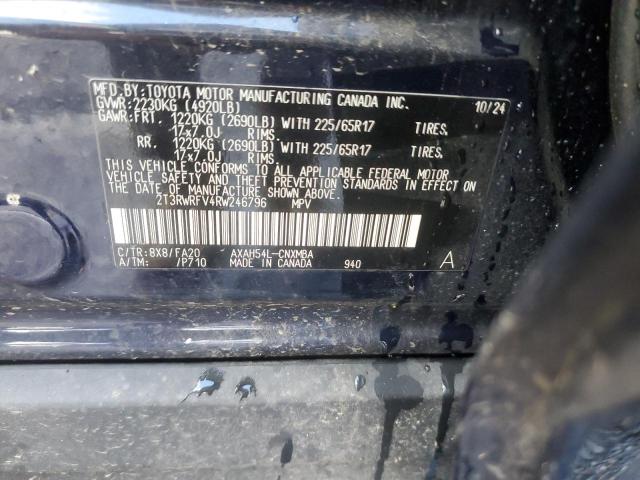 MFD.BY:TOYOTA MOTOR MANUFACTURING CANADA INC. 10/24
GVWR:2230KG (4920LB)
GAWR:FRT. 1220KG (2690LB) WITH 225/65R17 TIRES.
17x7.0J RIMS.
RR. 1220KG (2690LB) WITH 225/65R17 TIRES.
17x7.0J RIMS.
THIS VEHICLE CONFORMS TO ALL APPLICABLE FEDERAL MOTOR
VEHICLE SAFETY AND THEFT PREVENTION STANDARDS IN EFFECT
ON THE DATE OF MANUFACTURE SHOWN ABOVE.
2T3RWRFV4RW246796 MPV
C/TR:8X8/FA20 AXAH54L-CNXMBA
A/TM: /P710 MADE IN CANADA 940 A